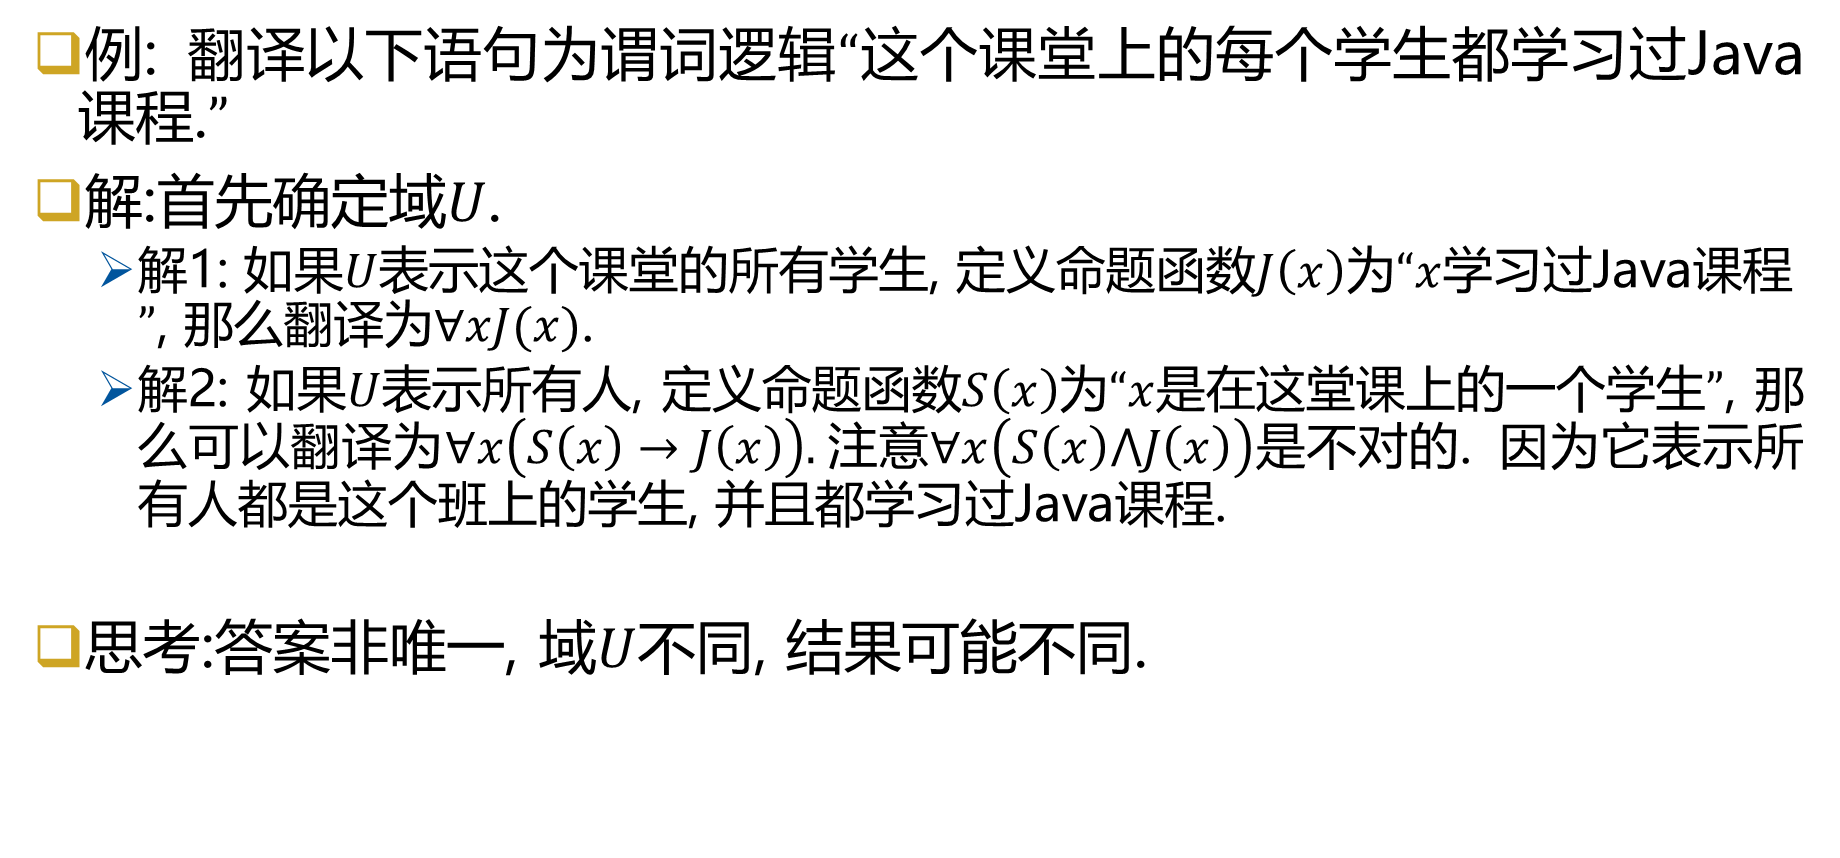 例: 翻译以下语句为谓词逻辑“这个课堂上的每个学生都学习过Java
课程.”
解:首先确定域U.
解1: 如果U表示这个课堂的所有学生, 定义命题函数J(x)为“x学习过Java课程
”, 那么翻译为∀xJ(x).
解2: 如果U表示所有人, 定义命题函数S(x)为“x是在这堂课上的一个学生”, 那
么可以翻译为∀x(S(x) → J(x)). 注意∀x(S(x)⋀J(x))是不对的. 因为它表示所
有人都是这个班上的学生, 并且都学习过Java课程.
思考:答案非唯一, 域U不同, 结果可能不同.